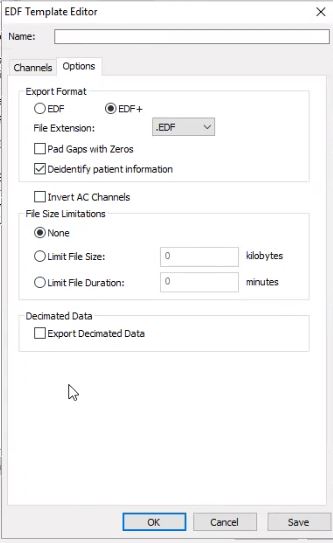 EDF Template Editor
Name:
Channels Options
Export Format
EDF EDF+
File Extension: .EDF
Pad Gaps with Zeros
Deidentify patient information
Invert AC Channels
File Size Limitations
None
Limit File Size: 0 kilobytes
Limit File Duration: 0 minutes
Decimated Data
Export Decimated Data
OK Cancel Save